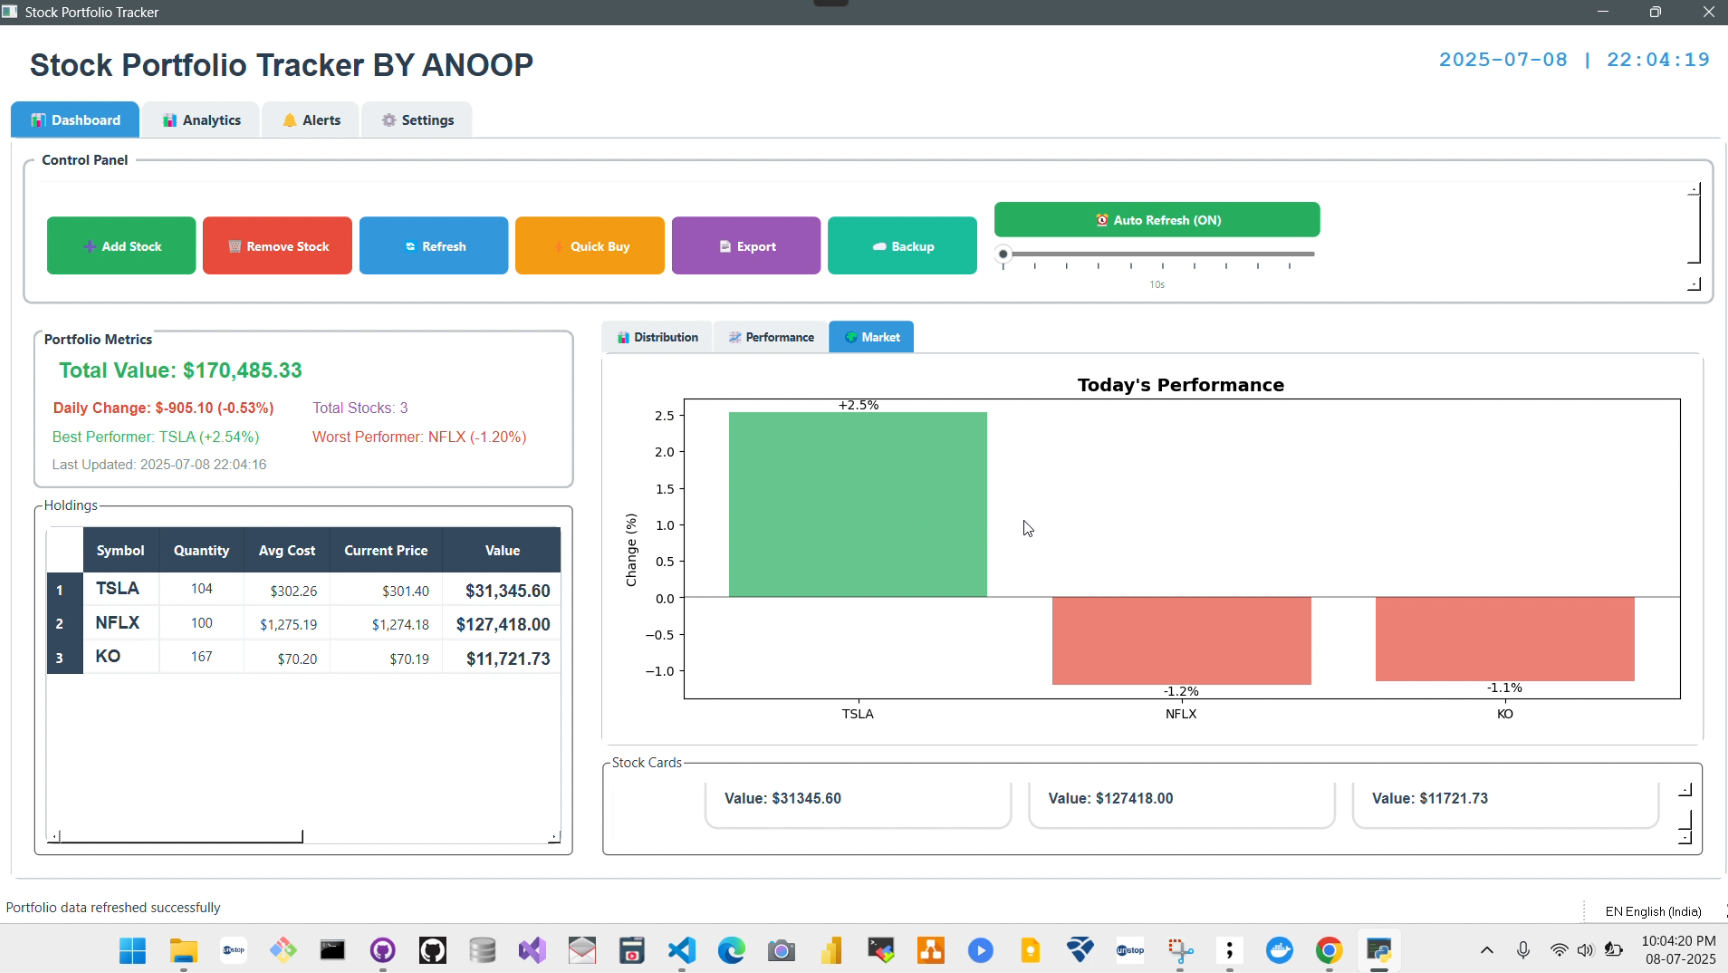 Stock Portfolio Tracker
Stock Portfolio Tracker BY ANOOP
2025-07-08 | 22:04:19
Dashboard
Analytics
Alerts
Settings
Control Panel
Add Stock
Remove Stock
Refresh
Quick Buy
Export
Backup
Auto Refresh (ON)
10s
Portfolio Metrics
Total Value: $170,485.33
Daily Change: $-905.10 (-0.53%)
Total Stocks: 3
Best Performer: TSLA (+2.54%)
Worst Performer: NFLX (-1.20%)
Last Updated: 2025-07-08 22:04:16
Holdings
Symbol Quantity Avg Cost Current Price Value
1 TSLA 104 $302.26 $301.40 $31,345.60
2 NFLX 100 $1,275.19 $1,274.18 $127,418.00
3 KO 167 $70.20 $70.19 $11,721.73
Distribution
Performance
Market
Today's Performance
Change (%)
2.5
2.0
1.5
1.0
0.5
0.0
−0.5
−1.0
+2.5%
-1.2%
-1.1%
TSLA
NFLX
KO
Stock Cards
Value: $31345.60
Value: $127418.00
Value: $11721.73
Portfolio data refreshed successfully
EN English (India)
unstop
unstop
10:04:20 PM
08-07-2025